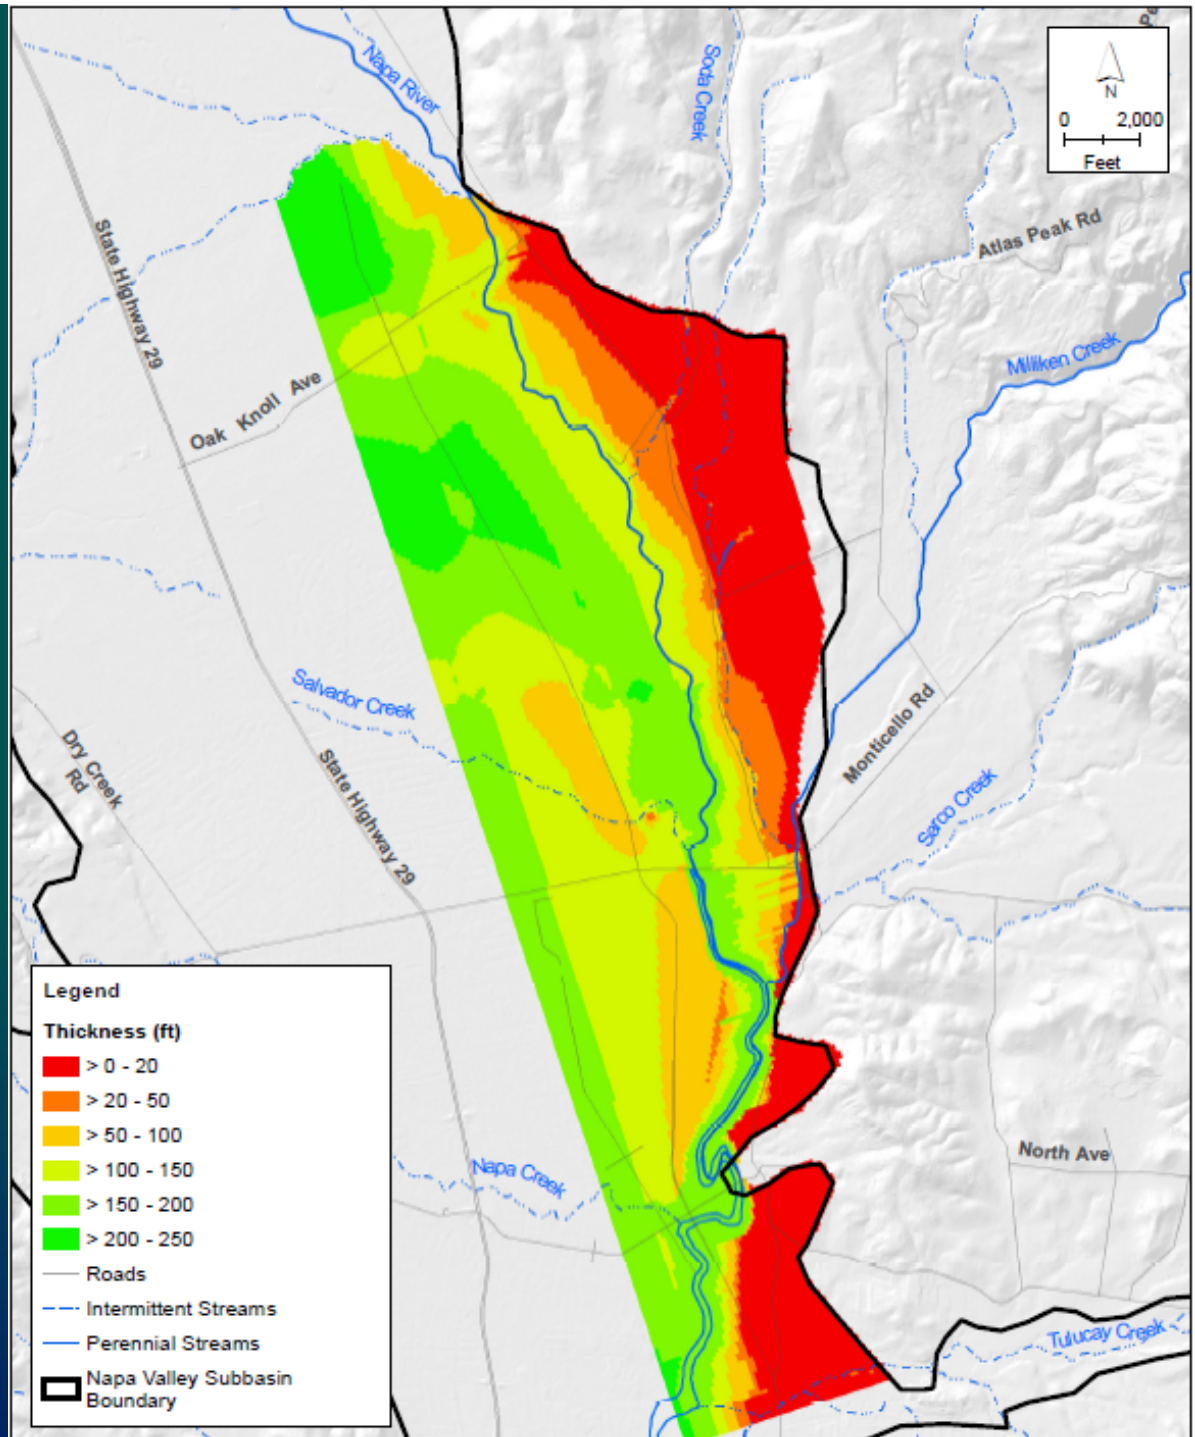 Pe
N
0 2,000
Feet
Napa River
Soda Creek
Atlas Peak Rd
State Highway 29
Milliken Creek
Oak Knoll Ave
Salvador Creek
Monticello Rd
Dry Creek
Rd
State Highway 29
Sarco Creek
North Ave
Napa Creek
Tulucay Creek
Legend
Thickness (ft)
> 0 - 20
> 20 - 50
> 50 - 100
> 100 - 150
> 150 - 200
> 200 - 250
Roads
Intermittent Streams
Perennial Streams
Napa Valley Subbasin
Boundary